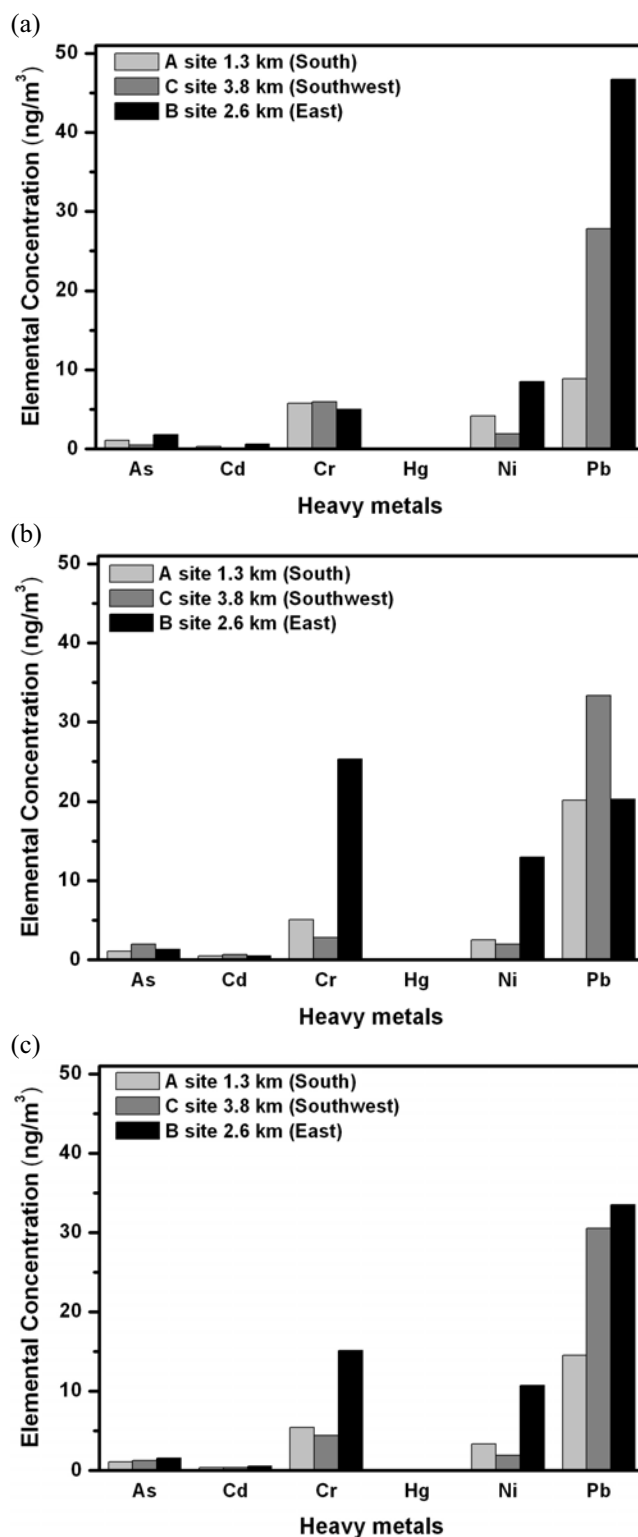 (a)
50
40
30
20
10
0
Elemental Concentration (ng/m³)
A site 1.3 km (South)
C site 3.8 km (Southwest)
B site 2.6 km (East)
As Cd Cr Hg Ni Pb
Heavy metals
(b)
50
40
30
20
10
0
Elemental Concentration (ng/m³)
A site 1.3 km (South)
C site 3.8 km (Southwest)
B site 2.6 km (East)
As Cd Cr Hg Ni Pb
Heavy metals
(c)
50
40
30
20
10
0
Elemental Concentration (ng/m³)
A site 1.3 km (South)
C site 3.8 km (Southwest)
B site 2.6 km (East)
As Cd Cr Hg Ni Pb
Heavy metals